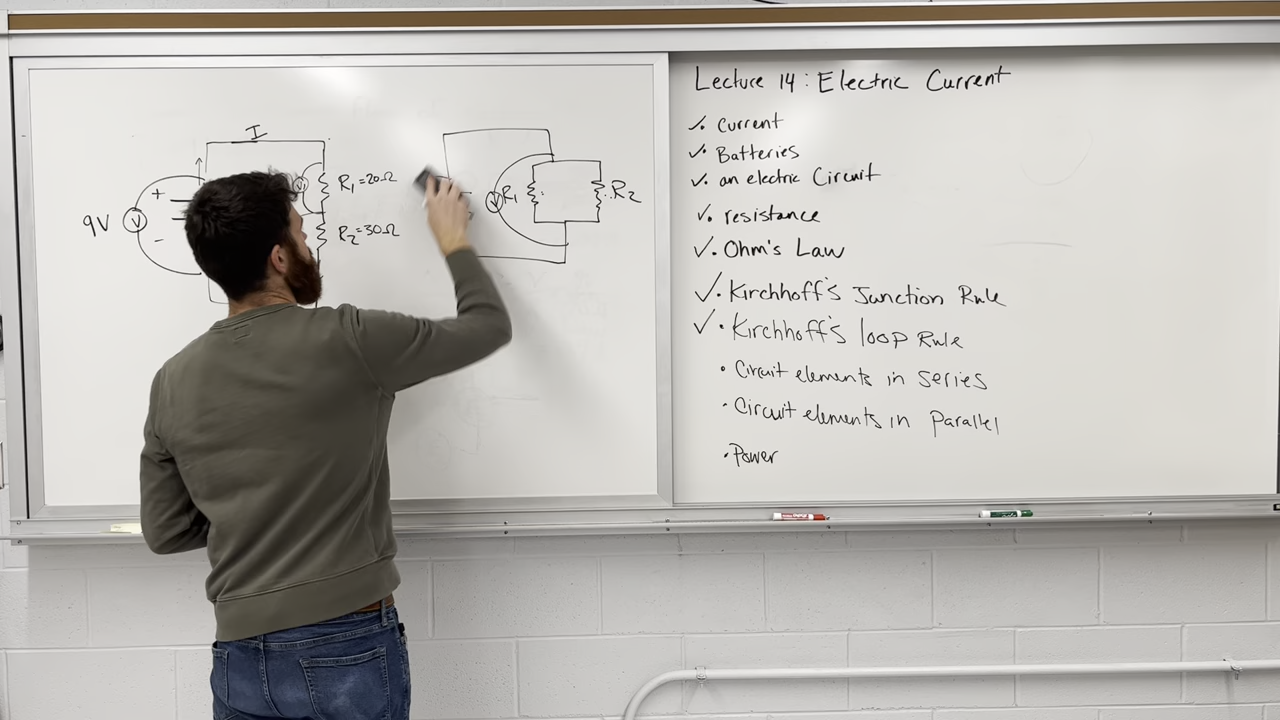 I
+
V
R₁=20Ω
9V
V
-
R₂=30Ω
V
R₁
R₂
Lecture 14: Electric Current
✓. Current
✓. Batteries
✓. an electric Circuit
✓. resistance
✓. Ohm's Law
✓. Kirchhoff's Junction Rule
✓. Kirchhoff's loop Rule
• Circuit elements in series
• Circuit elements in Parallel
• Power